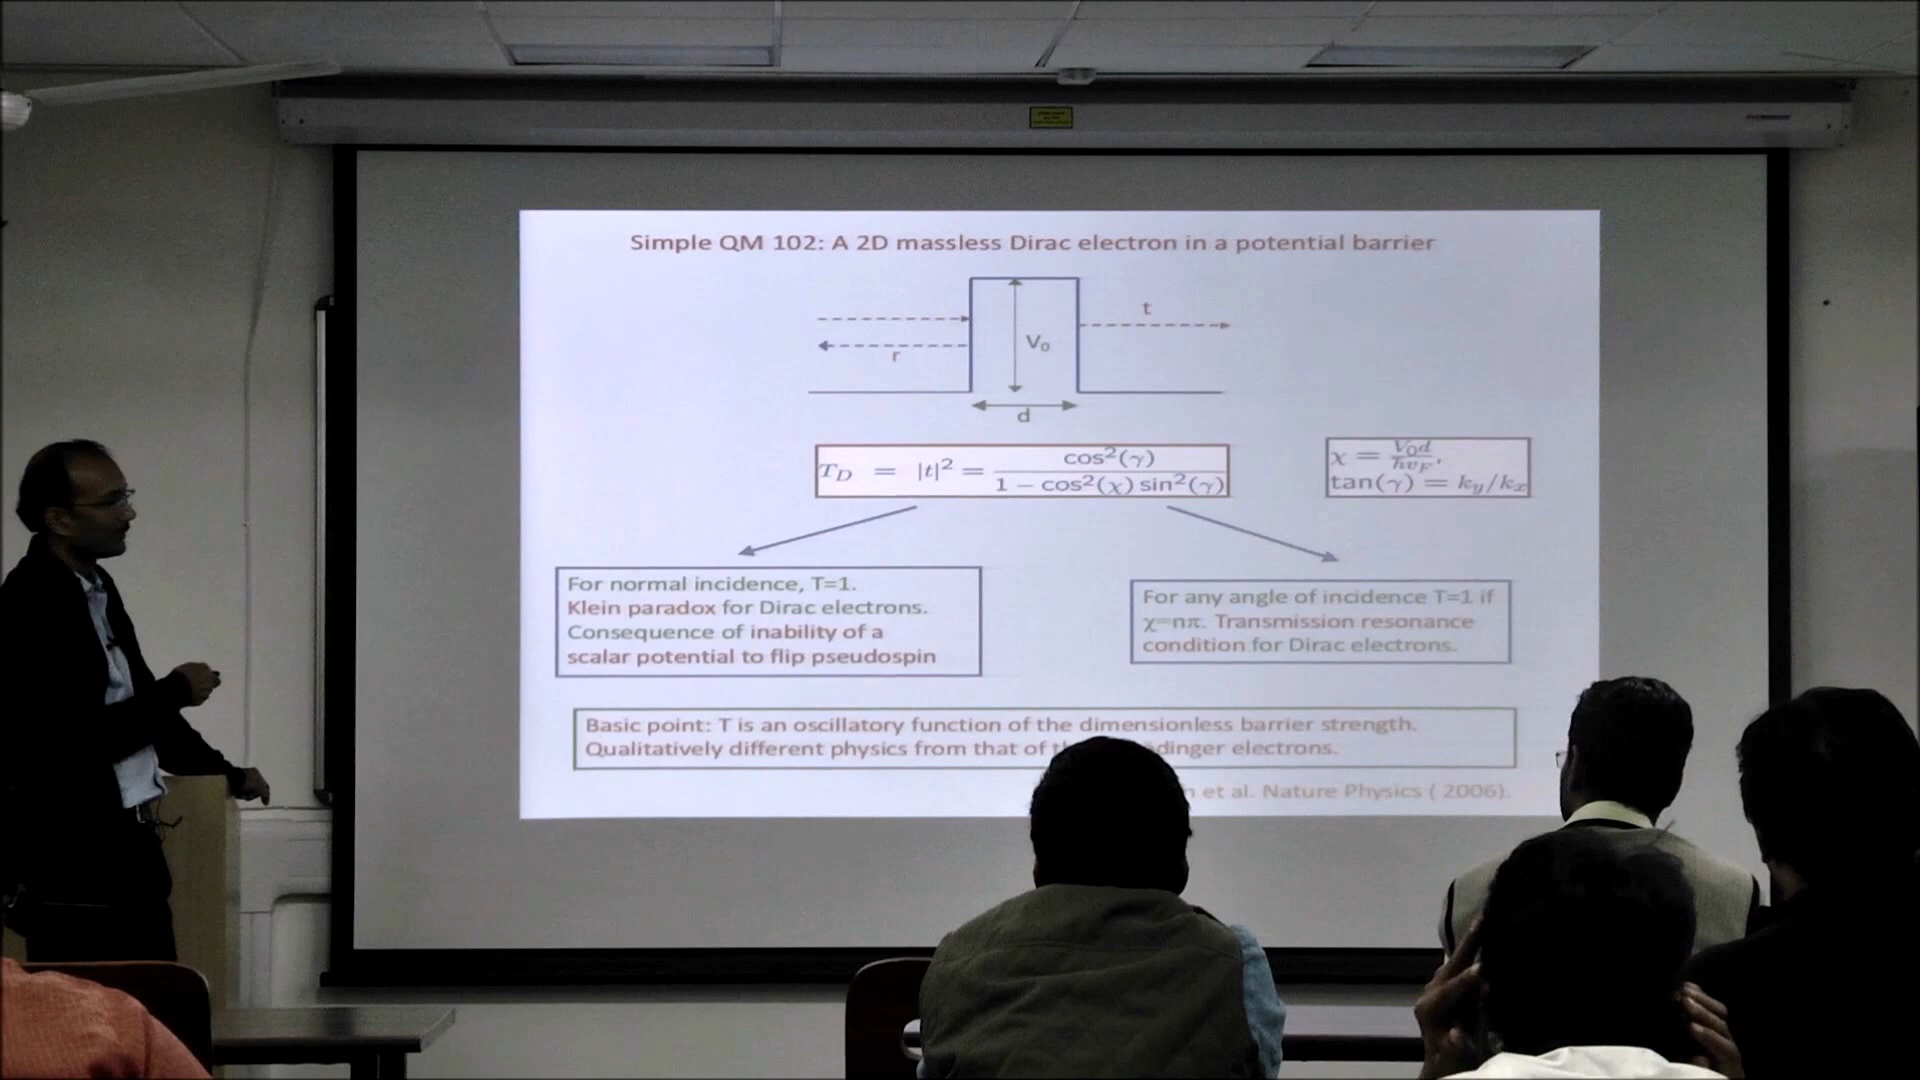 Simple QM 102: A 2D massless Dirac electron in a potential barrier
t
r
V₀
d
T_D = |t|² = cos²(γ) / 1 − cos²(χ) sin²(γ)
χ = V₀d / ħv_F,
tan(γ) = k_y/k_x
For normal incidence, T=1.
Klein paradox for Dirac electrons.
Consequence of inability of a
scalar potential to flip pseudospin
For any angle of incidence T=1 if
χ=nπ. Transmission resonance
condition for Dirac electrons.
Basic point: T is an oscillatory function of the dimensionless barrier strength.
Qualitatively different physics from that of electrons.
et al. Nature Physics ( 2006).